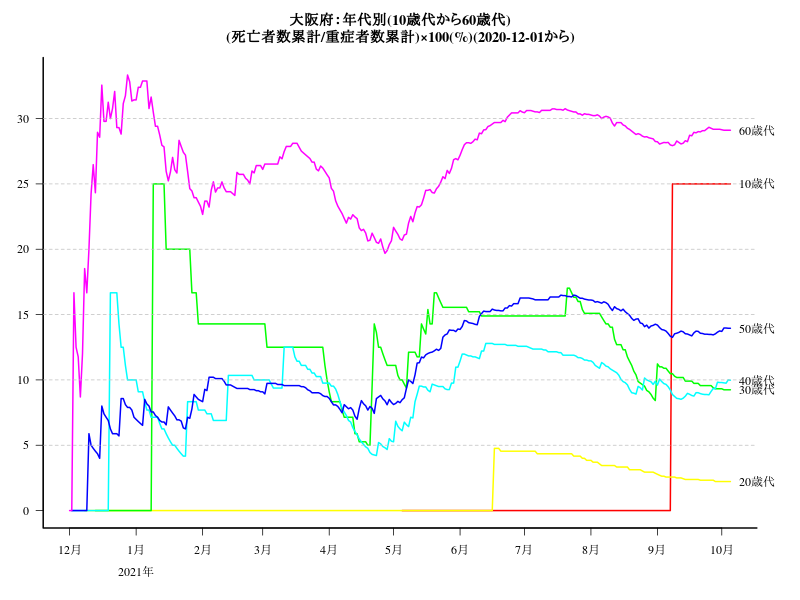 大阪府：年代別(10歳代から60歳代)
(死亡者数累計/重症者数累計)×100(%)(2020-12-01から)
30
25
20
15
10
5
0
60歳代
10歳代
50歳代
40歳代
30歳代
20歳代
12月 1月 2月 3月 4月 5月 6月 7月 8月 9月 10月
2021年